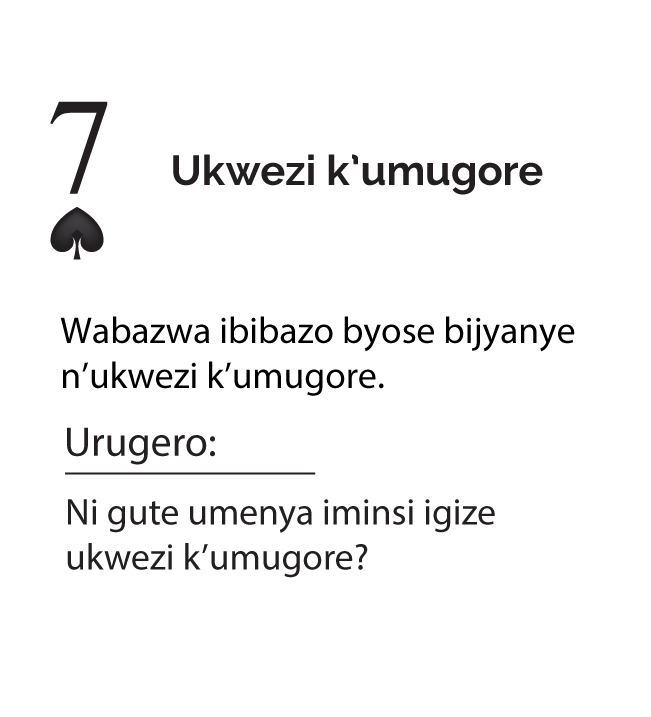 7
Ukwezi k’umugore
Wabazwa ibibazo byose bijyanye
n’ukwezi k’umugore.
Urugero:
Ni gute umenya iminsi igize
ukwezi k’umugore?